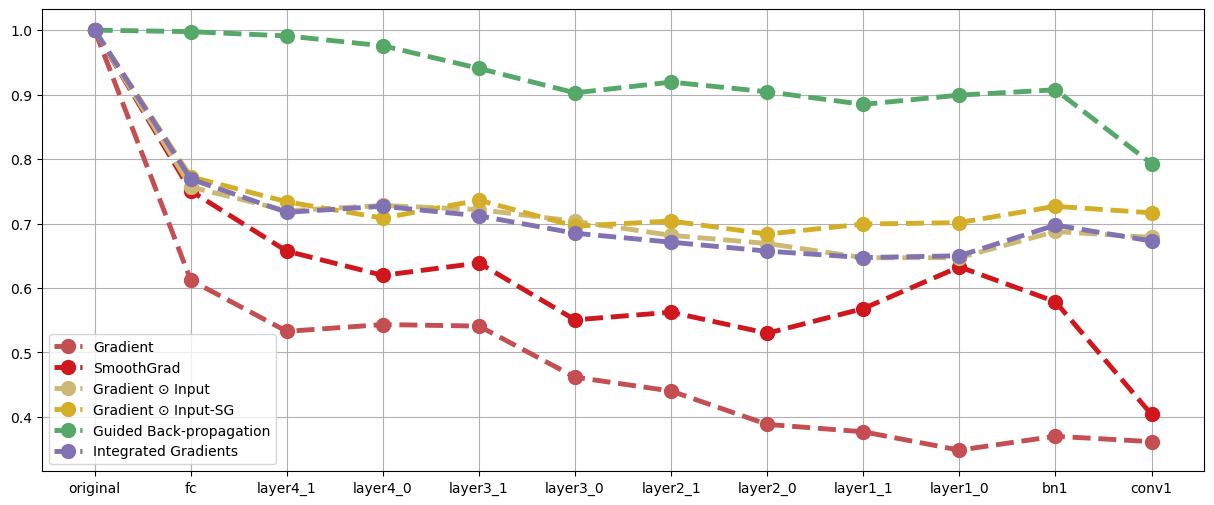 1.0
0.9
0.8
0.7
0.6
0.5
0.4
Gradient
SmoothGrad
Gradient ⊙ Input
Gradient ⊙ Input-SG
Guided Back-propagation
Integrated Gradients
original fc layer4_1 layer4_0 layer3_1 layer3_0 layer2_1 layer2_0 layer1_1 layer1_0 bn1 conv1